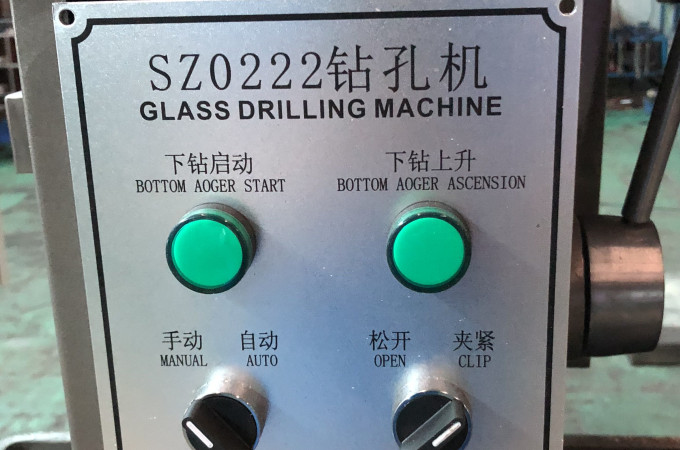 SZ0222钻孔机
GLASS DRILLING MACHINE
下钻启动
BOTTOM AOGER START
下钻上升
BOTTOM AOGER ASCENSION
手动 自动
MANUAL AUTO
松开 夹紧
OPEN CLIP